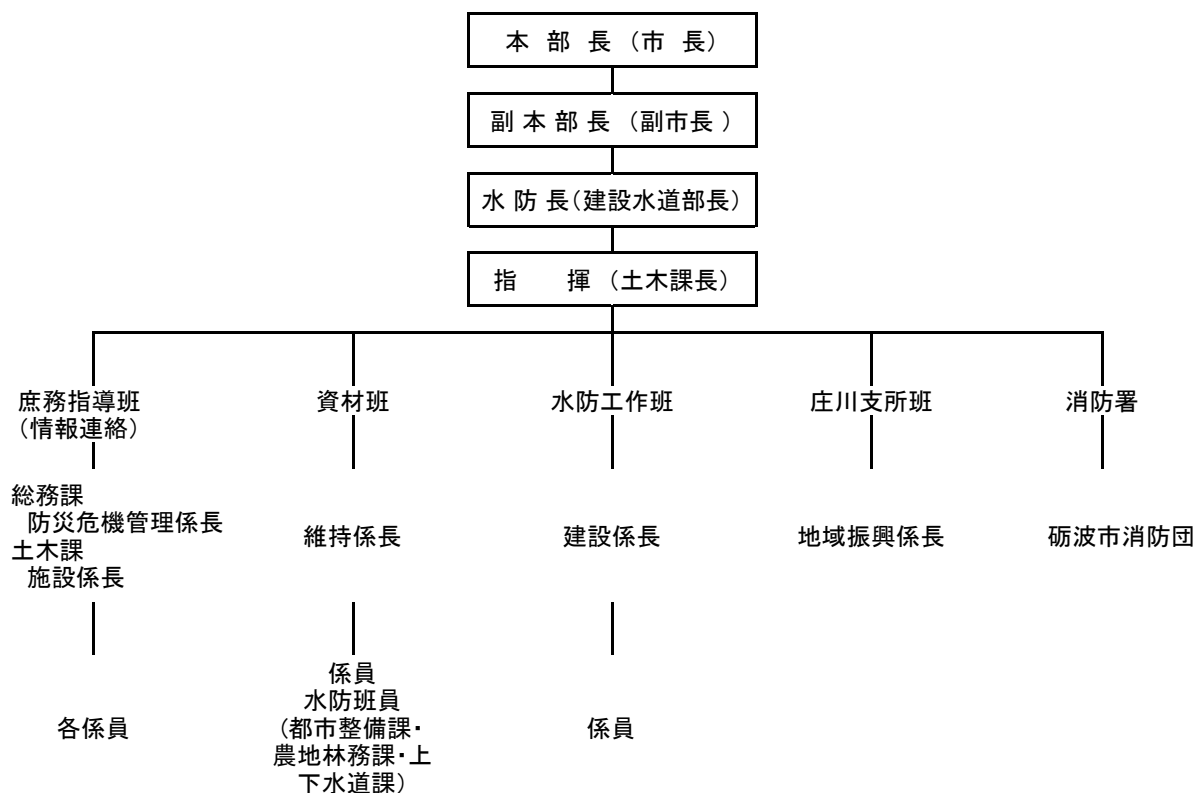 本 部 長（市 長）
副 本 部 長（副市長 ）
水 防 長（建設水道部長）
指　　揮（土木課長）
庶務指導班
（情報連絡）
資材班
水防工作班
庄川支所班
消防署
総務課
防災危機管理係長
土木課
施設係長
維持係長
建設係長
地域振興係長
砺波市消防団
各係員
係員
水防班員
（都市整備課・
農地林務課・上
下水道課）
係員